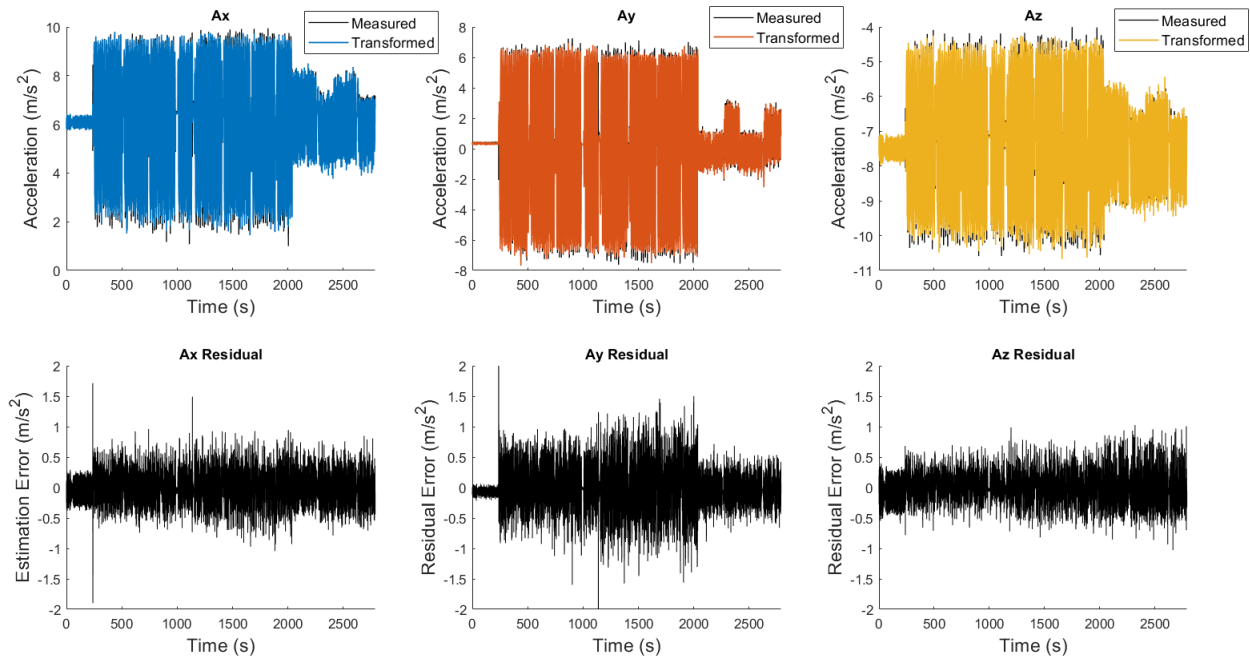 Ax
Measured
Transformed
Acceleration (m/s²)
10
8
6
4
2
0
0 500 1000 1500 2000 2500
Time (s)
Ay
Measured
Transformed
Acceleration (m/s²)
8
6
4
2
0
-2
-4
-6
-8
0 500 1000 1500 2000 2500
Time (s)
Az
Measured
Transformed
Acceleration (m/s²)
-4
-5
-6
-7
-8
-9
-10
-11
0 500 1000 1500 2000 2500
Time (s)
Ax Residual
Estimation Error (m/s²)
2
1.5
1
0.5
0
-0.5
-1
-1.5
-2
0 500 1000 1500 2000 2500
Time (s)
Ay Residual
Residual Error (m/s²)
2
1.5
1
0.5
0
-0.5
-1
-1.5
-2
0 500 1000 1500 2000 2500
Time (s)
Az Residual
Residual Error (m/s²)
2
1.5
1
0.5
0
-0.5
-1
-1.5
-2
0 500 1000 1500 2000 2500
Time (s)